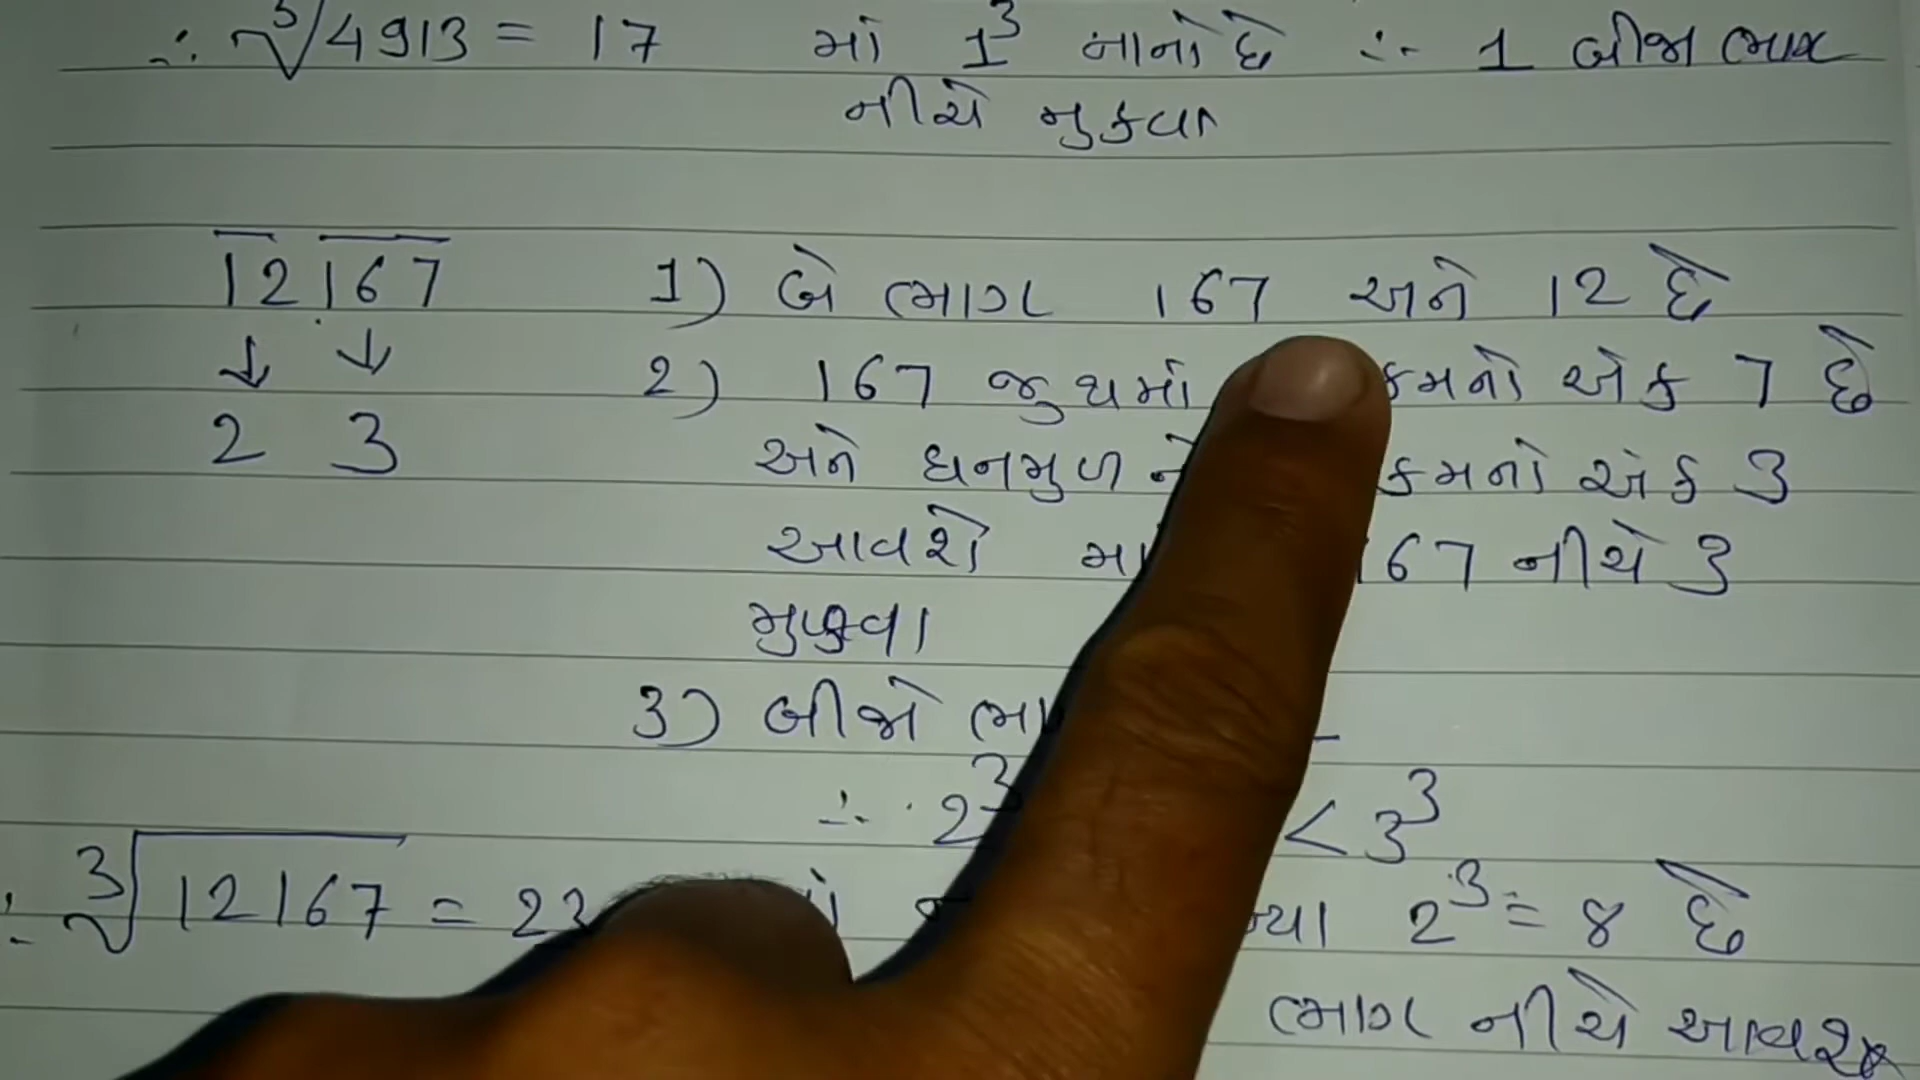 ∴ ∛4913 = 17 માં 1³ નાનો છે ∴ 1 બીજા ભાગ
નીચે મુકવા
12 167 1) બે ભાગ 167 અને 12 છે
↓ ↓ 2) 167 જુથમાં કમનો એક 7 છે
2 3 અને ઘનમુળ ને કમનો અંક 3
આવશે 167 નીચે 3
મુકવા
3) બીજો
∴ 2³ < 3³
∴ ∛12167 = 23 2³ = 8 છે
ભાગ નીચે આવશે